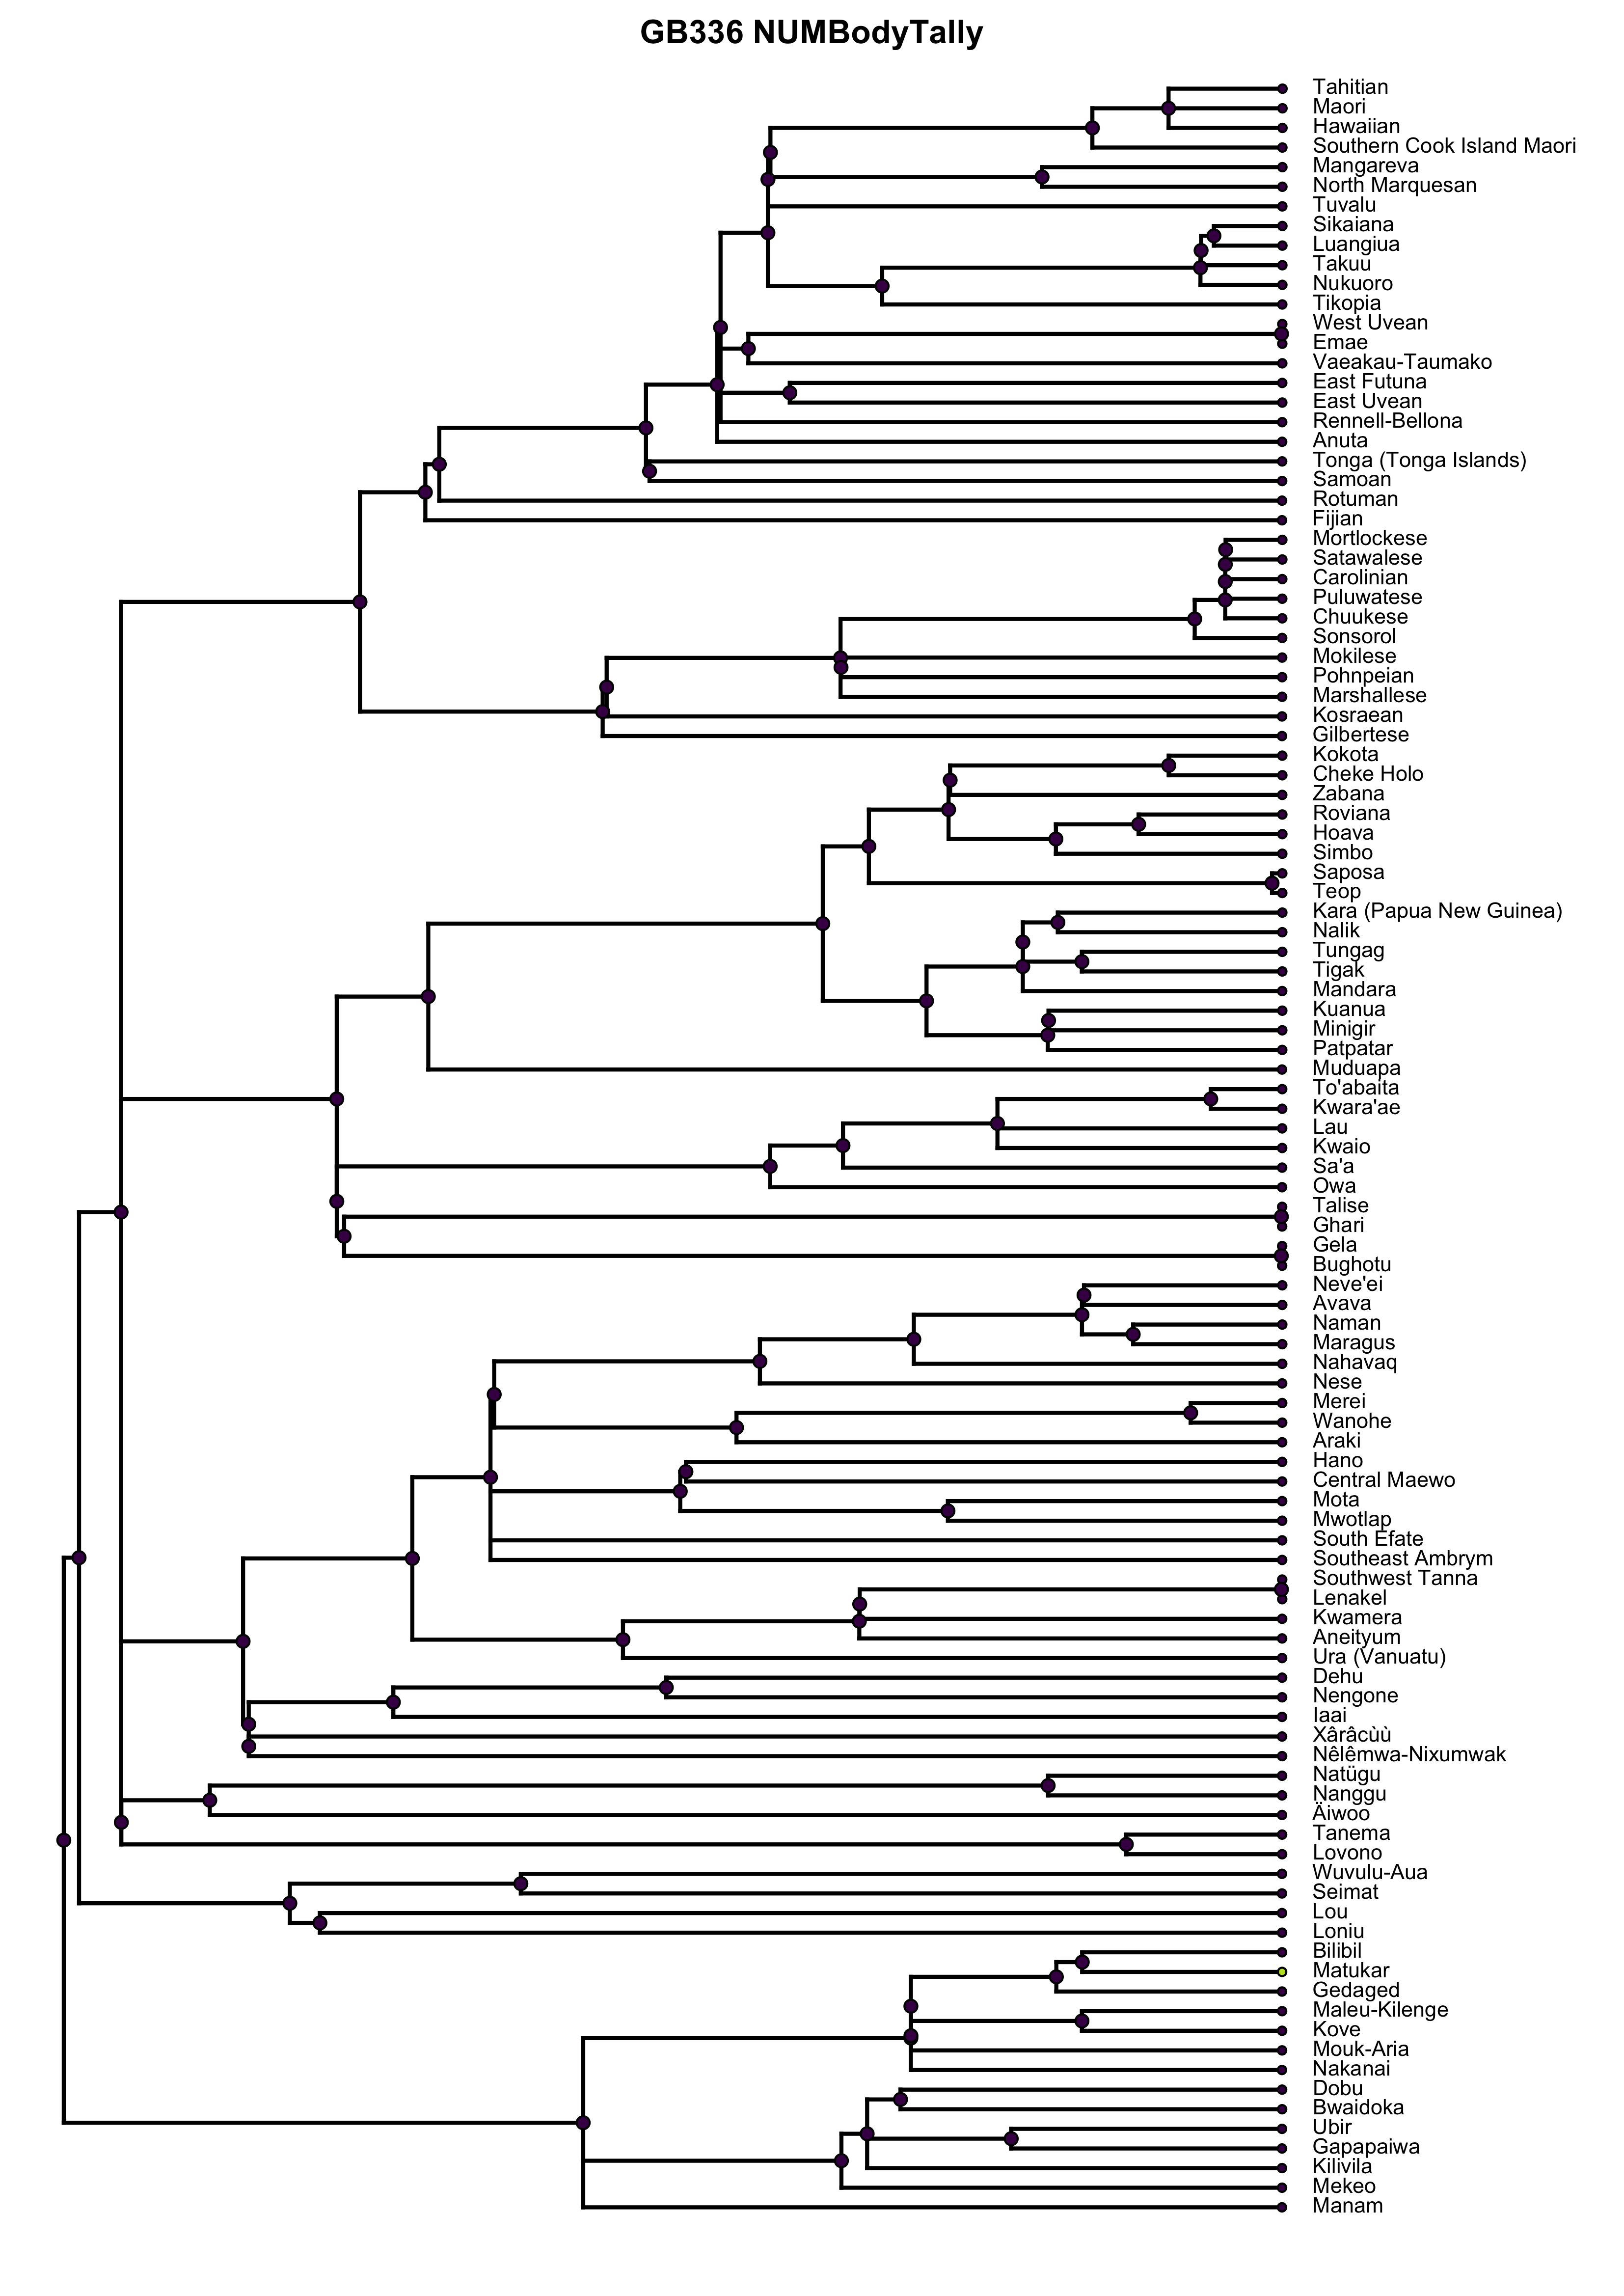 GB336 NUMBodyTally
Tahitian
Maori
Hawaiian
Southern Cook Island Maori
Mangareva
North Marquesan
Tuvalu
Sikaiana
Luangiua
Takuu
Nukuoro
Tikopia
West Uvean
Emae
Vaeakau-Taumako
East Futuna
East Uvean
Rennell-Bellona
Anuta
Tonga (Tonga Islands)
Samoan
Rotuman
Fijian
Mortlockese
Satawalese
Carolinian
Puluwatese
Chuukese
Sonsorol
Mokilese
Pohnpeian
Marshallese
Kosraean
Gilbertese
Kokota
Cheke Holo
Zabana
Roviana
Hoava
Simbo
Saposa
Teop
Kara (Papua New Guinea)
Nalik
Tungag
Tigak
Mandara
Kuanua
Minigir
Patpatar
Muduapa
To'abaita
Kwara'ae
Lau
Kwaio
Sa'a
Owa
Talise
Ghari
Gela
Bughotu
Neve'ei
Avava
Naman
Maragus
Nahavaq
Nese
Merei
Wanohe
Araki
Hano
Central Maewo
Mota
Mwotlap
South Efate
Southeast Ambrym
Southwest Tanna
Lenakel
Kwamera
Aneityum
Ura (Vanuatu)
Dehu
Nengone
Iaai
Xârâcùù
Nêlêmwa-Nixumwak
Natügu
Nanggu
Äiwoo
Tanema
Lovono
Wuvulu-Aua
Seimat
Lou
Loniu
Bilibil
Matukar
Gedaged
Maleu-Kilenge
Kove
Mouk-Aria
Nakanai
Dobu
Bwaidoka
Ubir
Gapapaiwa
Kilivila
Mekeo
Manam